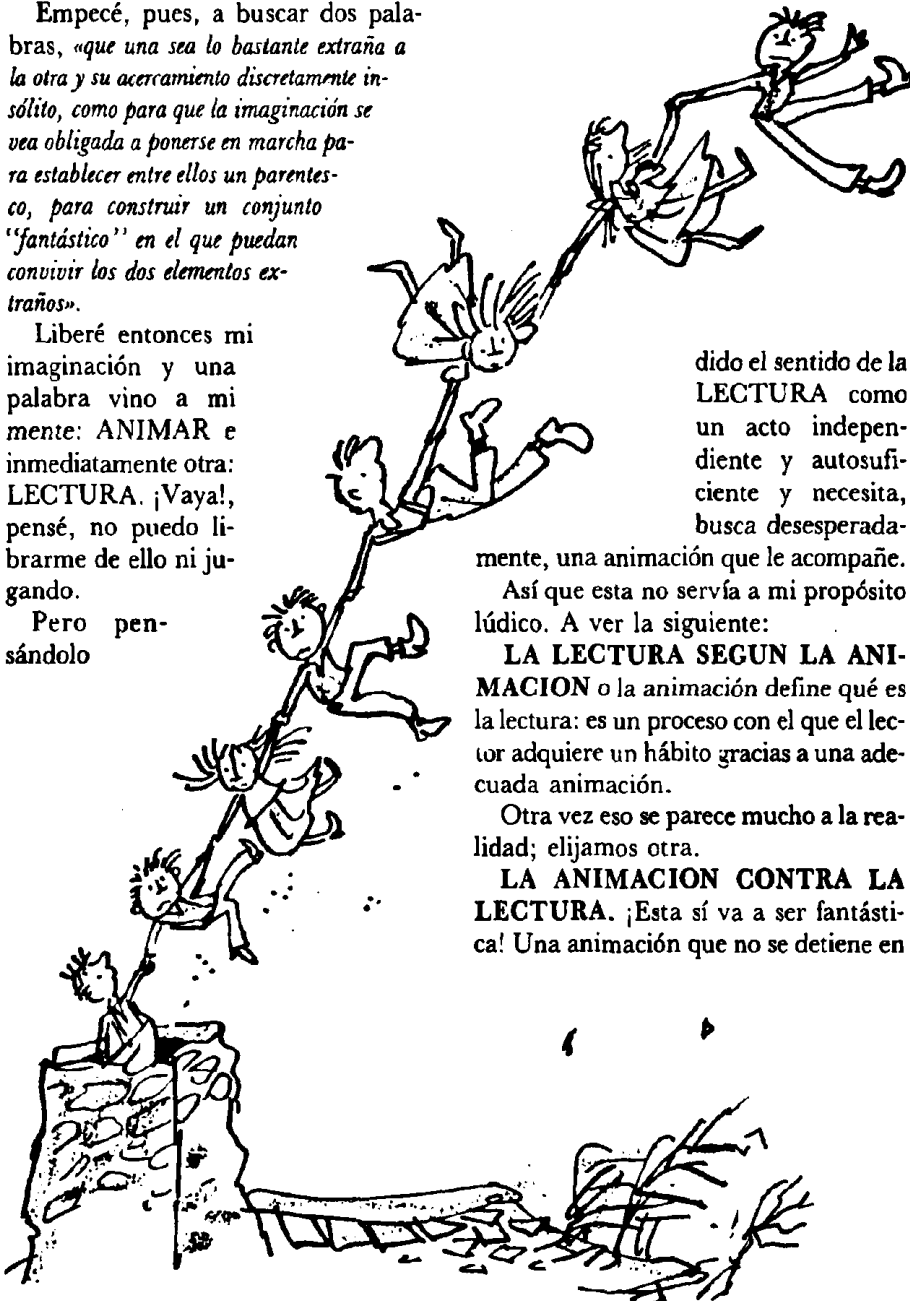 Empecé, pues, a buscar dos pala-
bras, «que una sea lo bastante extraña a
la otra y su acercamiento discretamente in-
sólito, como para que la imaginación se
vea obligada a ponerse en marcha pa-
ra establecer entre ellos un parentes-
co, para construir un conjunto
“fantástico” en el que puedan
convivir los dos elementos ex-
traños».
Liberé entonces mi
imaginación y una
palabra vino a mi
mente: ANIMAR e
inmediatamente otra:
LECTURA. ¡Vaya!,
pensé, no puedo li-
brarme de ello ni ju-
gando.
Pero pen-
sándolo
dido el sentido de la
LECTURA como
un acto indepen-
diente y autosufi-
ciente y necesita,
busca desesperada-
mente, una animación que le acompañe.
Así que esta no servía a mi propósito
lúdico. A ver la siguiente:
LA LECTURA SEGUN LA ANI-
MACION o la animación define qué es
la lectura: es un proceso con el que el lec-
tor adquiere un hábito gracias a una ade-
cuada animación.
Otra vez eso se parece mucho a la rea-
lidad; elijamos otra.
LA ANIMACION CONTRA LA
LECTURA. ¡Esta sí va a ser fantásti-
ca! Una animación que no se detiene en